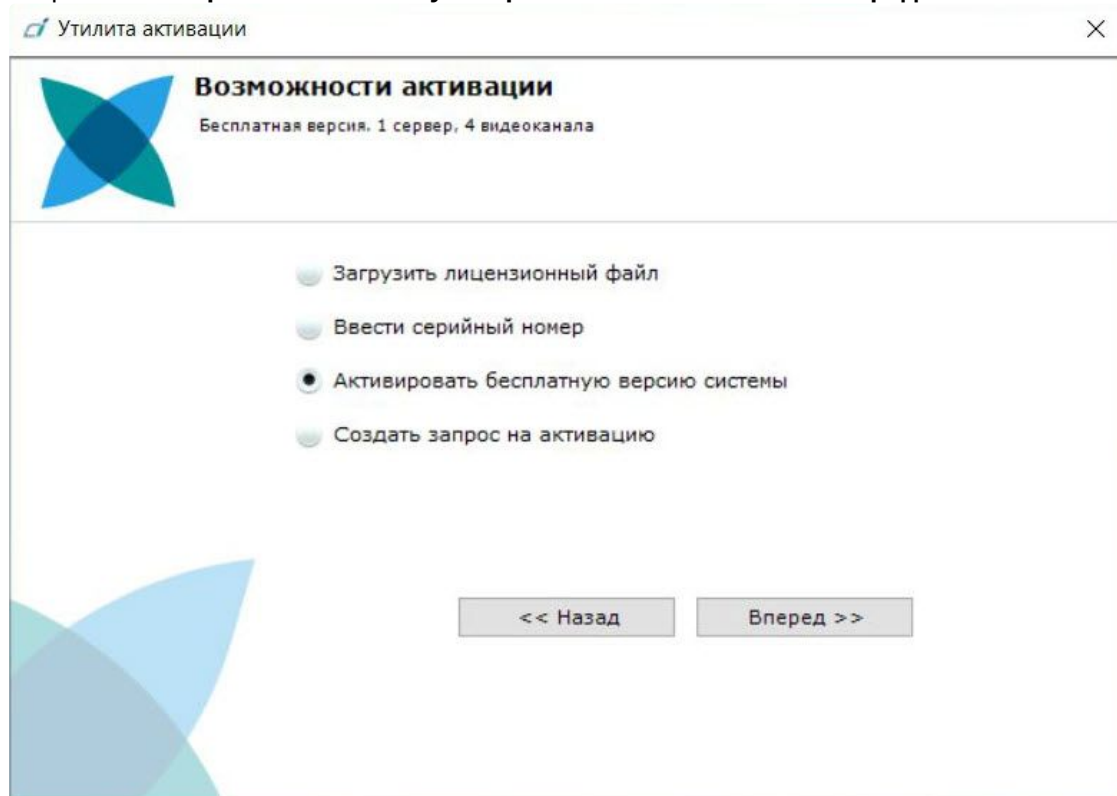 Утилита активации
Возможности активации
Бесплатная версия. 1 сервер, 4 видеоканала
Загрузить лицензионный файл
Ввести серийный номер
Активировать бесплатную версию системы
Создать запрос на активацию
<< Назад
Вперед >>